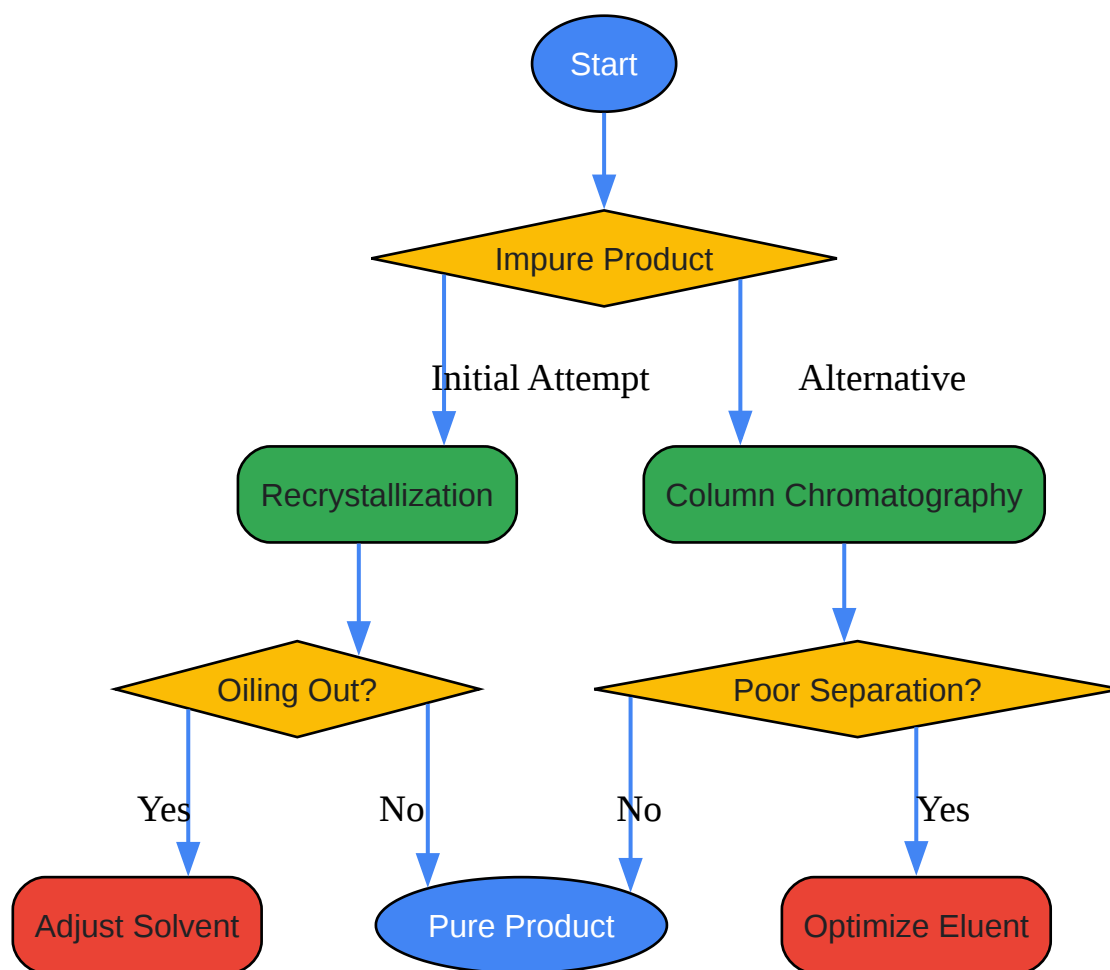 Start
Impure Product
Initial Attempt
Alternative
Recrystallization
Column Chromatography
Oiling Out?
Poor Separation?
Yes
No
No
Yes
Adjust Solvent
Pure Product
Optimize Eluent